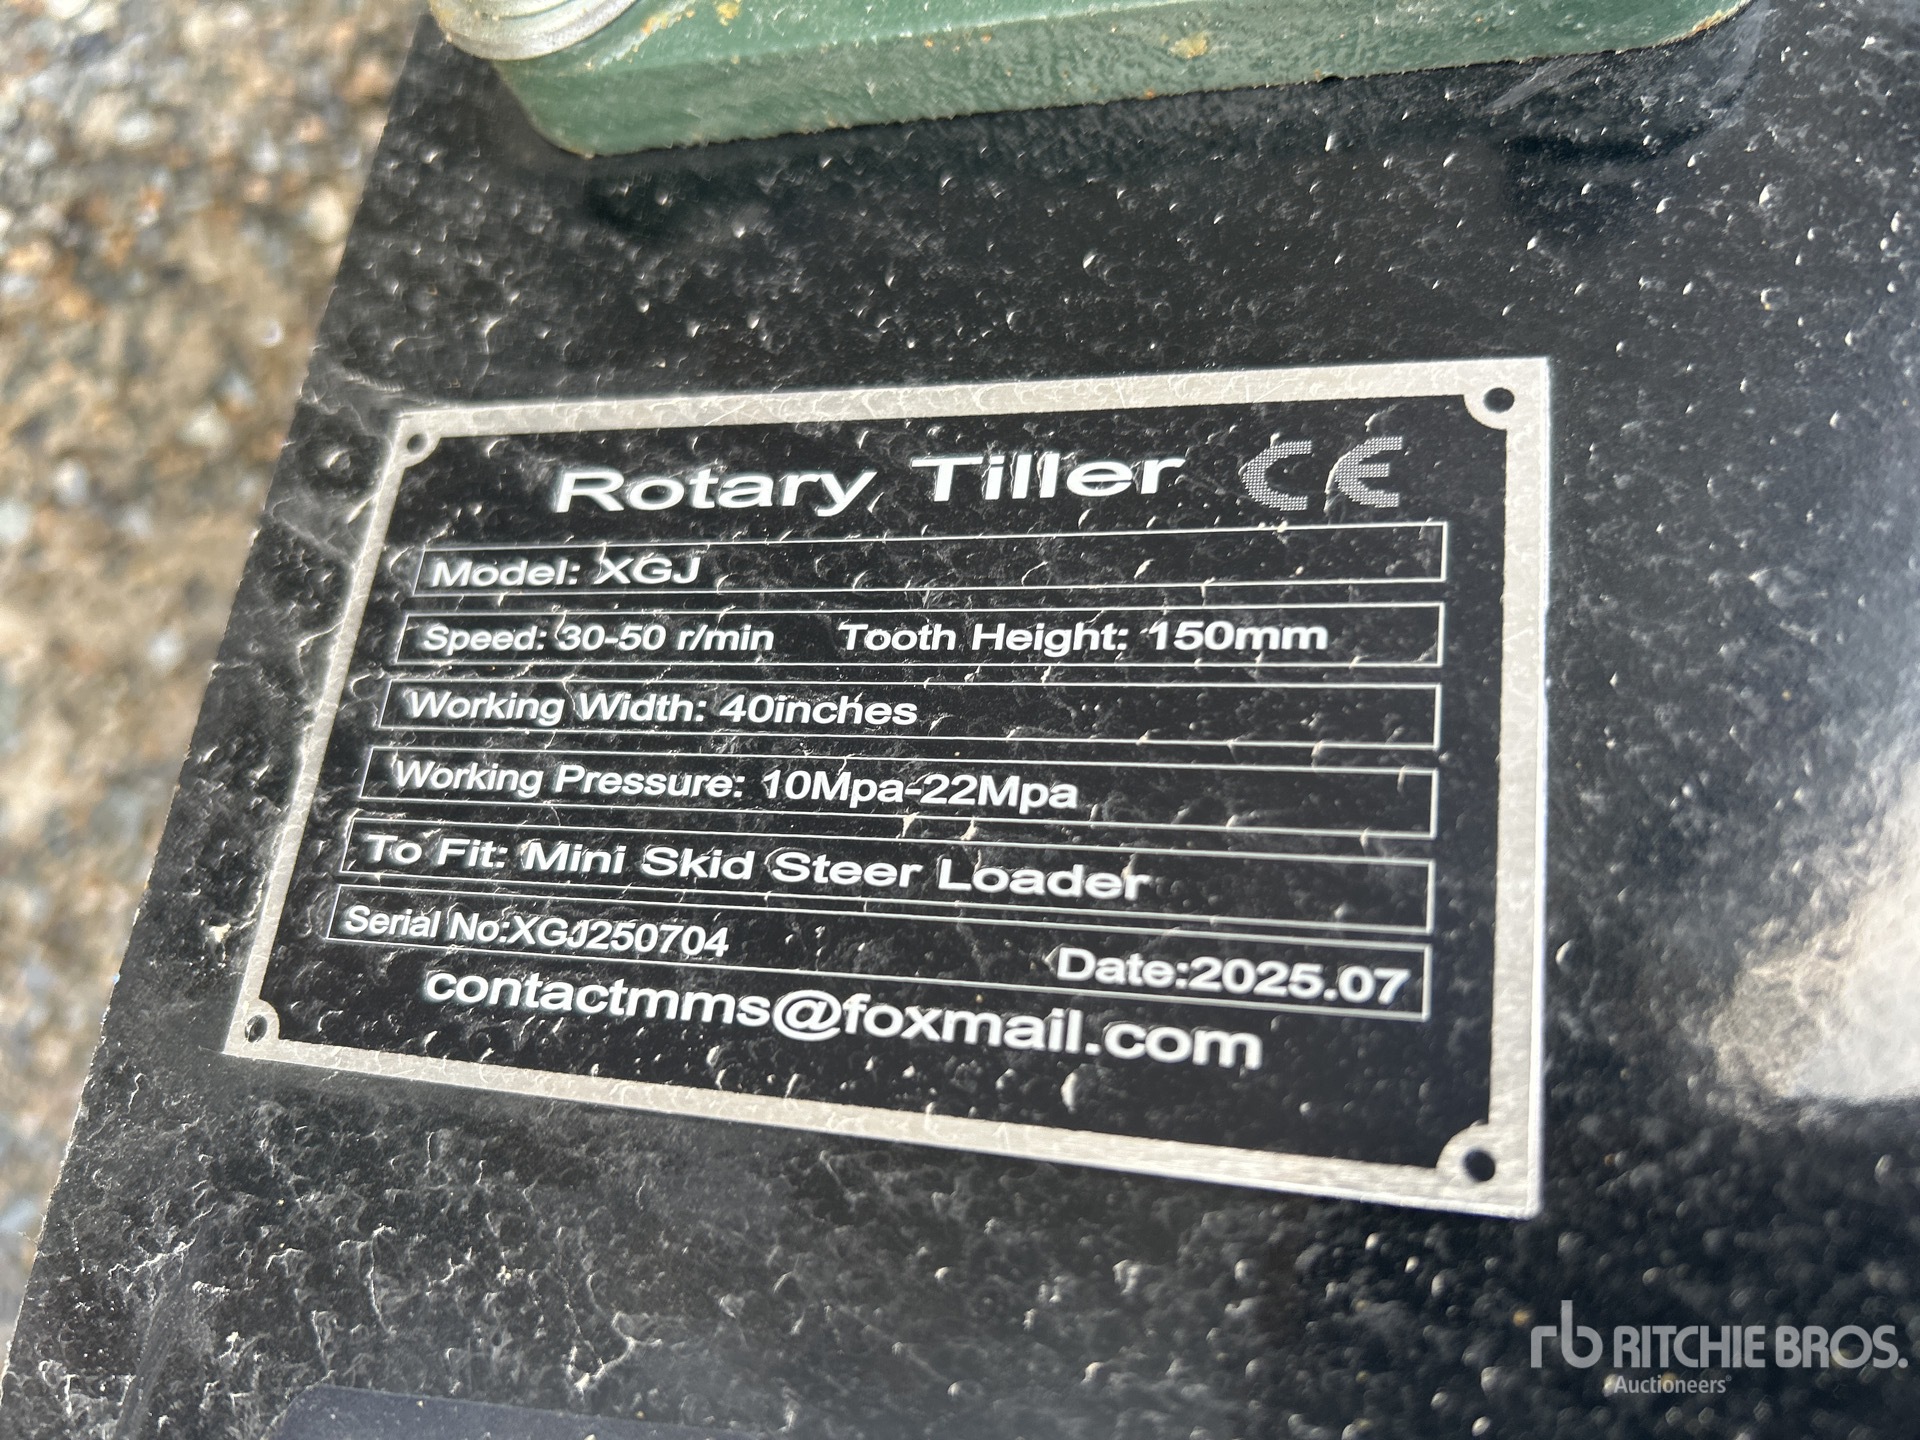 Rotary Tiller CE
Model: XGJ
Speed: 30-50 r/min Tooth Height: 150mm
Working Width: 40inches
Working Pressure: 10Mpa-22Mpa
To Fit: Mini Skid Steer Loader
Serial No:XGJ250704 Date:2025.07
contactmms@foxmail.com
rb RITCHIE BROS.
Auctioneers